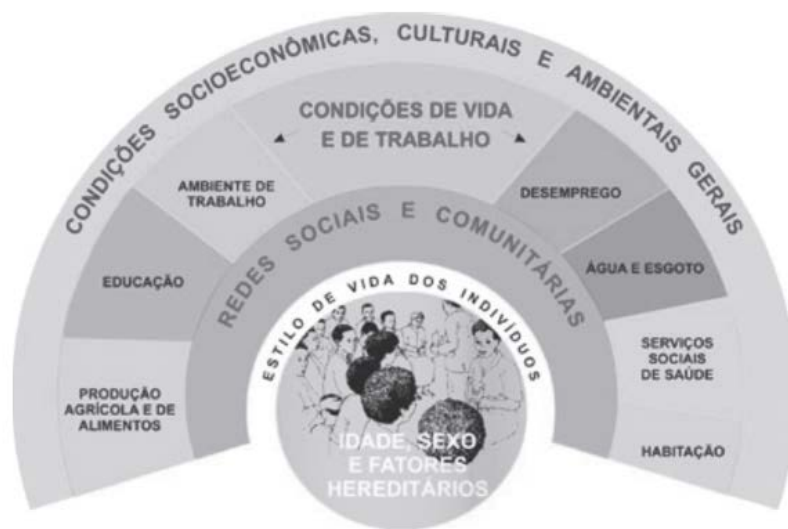 CONDIÇÕES SOCIOECONÔMICAS, CULTURAIS E AMBIENTAIS GERAIS
CONDIÇÕES DE VIDA
E DE TRABALHO
AMBIENTE DE
TRABALHO
DESEMPREGO
REDES SOCIAIS E COMUNITÁRIAS
EDUCAÇÃO
ÁGUA E ESGOTO
ESTILO DE VIDA DOS INDIVÍDUOS
PRODUÇÃO
AGRÍCOLA E DE
ALIMENTOS
SERVIÇOS
SOCIAIS
DE SAÚDE
HABITAÇÃO
IDADE, SEXO
E FATORES
HEREDITÁRIOS